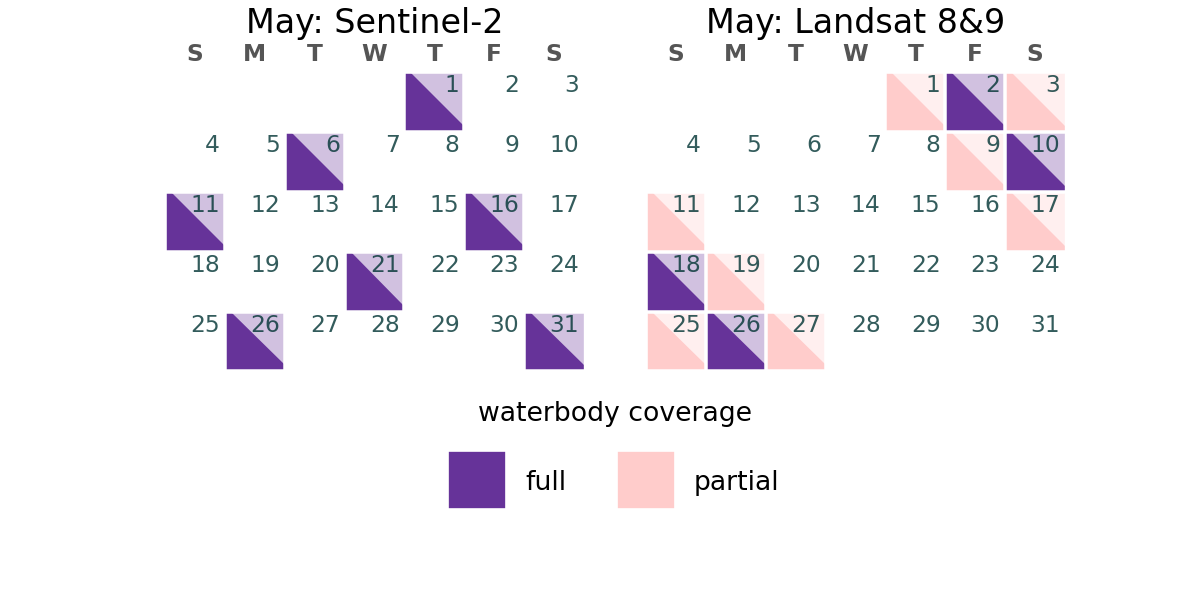 May: Sentinel-2
S M T W T F S
1 2 3
4 5 6 7 8 9 10
11 12 13 14 15 16 17
18 19 20 21 22 23 24
25 26 27 28 29 30 31
May: Landsat 8&9
S M T W T F S
1 2 3
4 5 6 7 8 9 10
11 12 13 14 15 16 17
18 19 20 21 22 23 24
25 26 27 28 29 30 31
waterbody coverage
full
partial